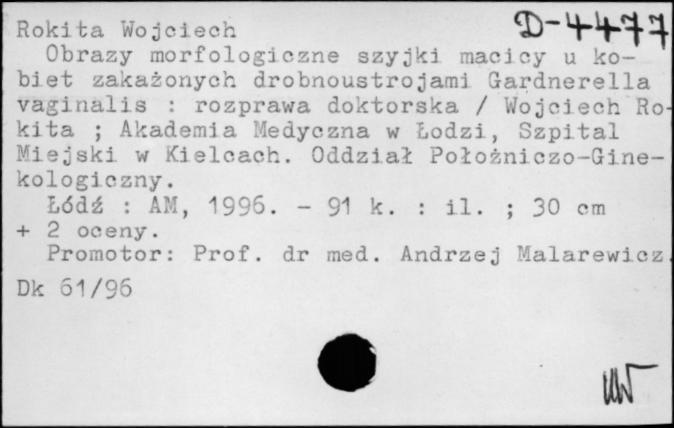 Rokita Wojciech D-4477
Obrazy morfologiczne szyjki macicy u ko-
biet zakażonych drobnoustrojami Gardnerella
vaginalis : rozprawa doktorska / Wojciech Ro-
kita ; Akademia Medyczna w Łodzi, Szpital
Miejski w Kielcach. Oddział Położniczo-Gine-
kologiczny.
Łódź : AM, 1996. - 91 k. : il. ; 30 cm
+ 2 oceny.
Promotor: Prof. dr med. Andrzej Malarewicz.
Dk 61/96